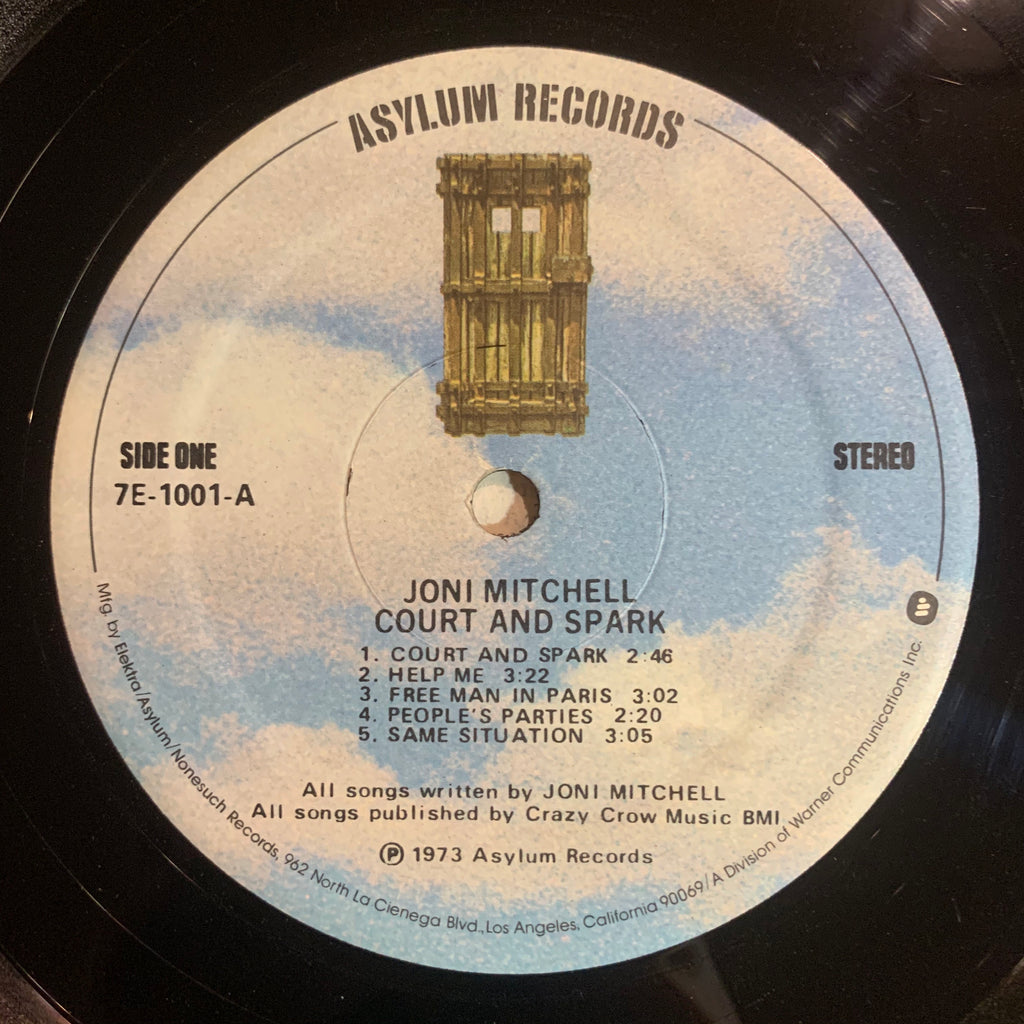 ASYLUM RECORDS
SIDE ONE
7E-1001-A
STEREO
JONI MITCHELL
COURT AND SPARK
1. COURT AND SPARK 2:46
2. HELP ME 3:22
3. FREE MAN IN PARIS 3:02
4. PEOPLE'S PARTIES 2:20
5. SAME SITUATION 3:05
All songs written by JONI MITCHELL
All songs published by Crazy Crow Music BMI
Ⓟ 1973 Asylum Records
Mfg. by Elektra/Asylum/Nonesuch Records, 962 North La Cienega Blvd., Los Angeles, California 90069/A Division of Warner Communications Inc.